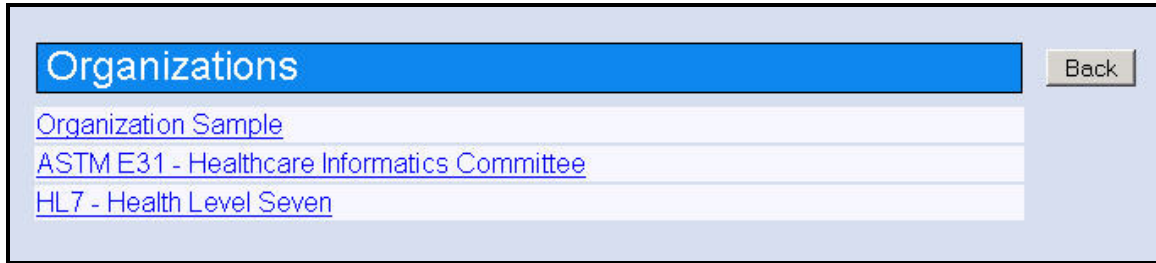 Organizations
Back
Organization Sample
ASTM E31 - Healthcare Informatics Committee
HL7 - Health Level Seven